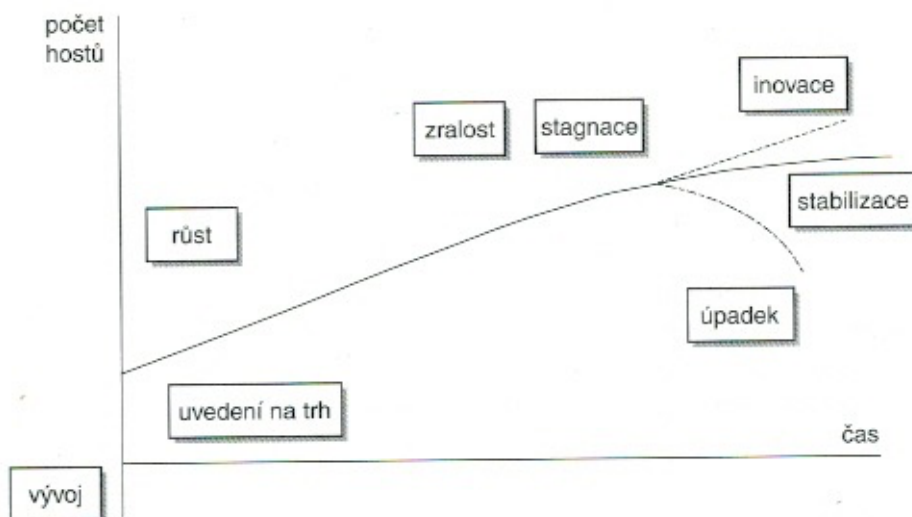 počet
hostů
inovace
zralost
stagnace
stabilizace
růst
úpadek
uvedení na trh
čas
vývoj